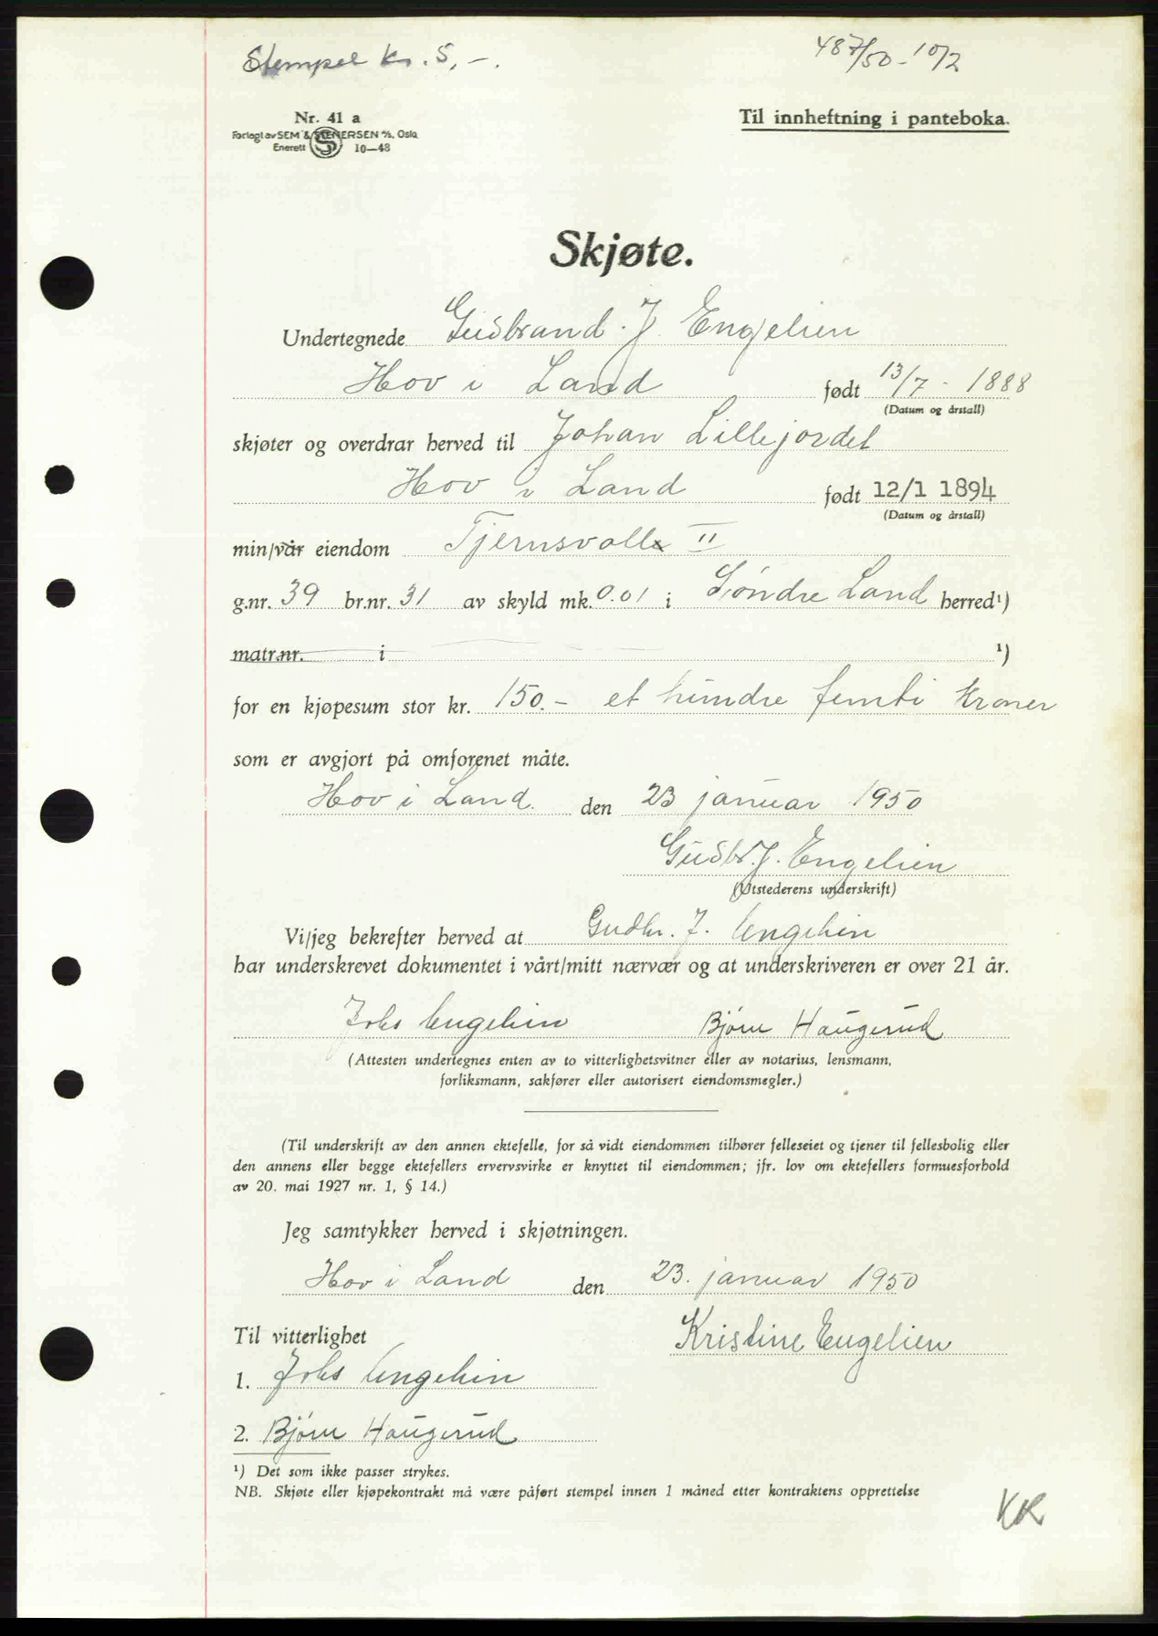 Stempel kr. 5,-.
487/50 - 10/2
Nr. 41 a
Forlagt av SEM & STENERSEN A/S, Oslo
Enerett 10—48
Til innheftning i panteboka.
Skjøte.
Undertegnede Gudbrand J. Engelien
Hov i Land født 13/7 - 1888
(Datum og årstall)
skjøter og overdrar herved til Johan Lillejordet
Hov i Land født 12/1 1894
(Datum og årstall)
min/vår eiendom Tjernsvolle II
g.nr. 39 br.nr. 31 av skyld mk. 0.01 i Søndre Land herred¹)
matr.nr. i ¹)
for en kjøpesum stor kr. 150.- et hundre femti kroner
som er avgjort på omforenet måte.
Hov i Land. den 23 januar 1950
Gudbr. J. Engelien
(Utstederens underskrift)
Vi/jeg bekrefter herved at Gudbr. J. Engelien
har underskrevet dokumentet i vårt/mitt nærvær og at underskriveren er over 21 år.
Johs Engelien Bjørn Haugerud
(Attesten undertegnes enten av to vitterlighetsvitner eller av notarius, lensmann,
forliksmann, sakfører eller autorisert eiendomsmegler.)
(Til underskrift av den annen ektefelle, for så vidt eiendommen tilhører felleseiet og tjener til fellesbolig eller
den annens eller begge ektefellers ervervsvirke er knyttet til eiendommen; jfr. lov om ektefellers formuesforhold
av 20. mai 1927 nr. 1, § 14.)
Jeg samtykker herved i skjøtningen.
Hov i Land den 23. januar 1950
Til vitterlighet
Kristine Engelien
1. Johs Engelien
2. Bjørn Haugerud
¹) Det som ikke passer strykes.
NB. Skjøte eller kjøpekontrakt må være påført stempel innen 1 måned etter kontraktens opprettelse
KR